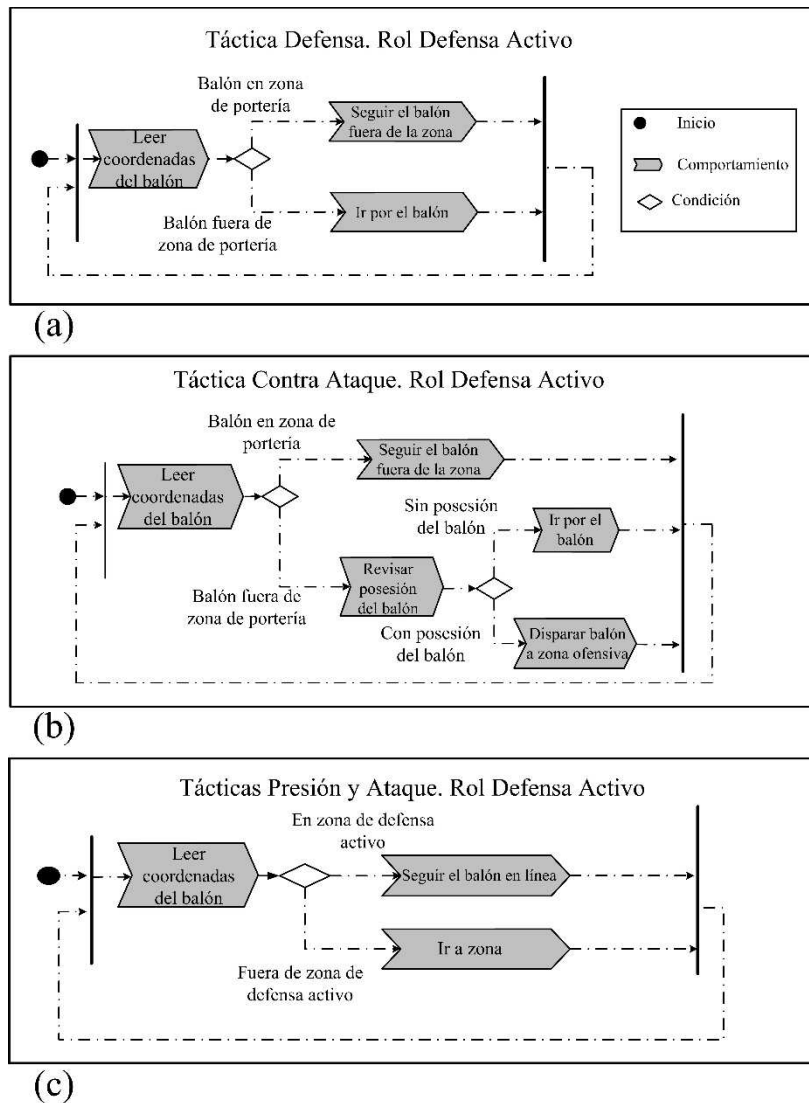 Táctica Defensa. Rol Defensa Activo
Balón en zona
de portería
Leer
coordenadas
del balón
Seguir el balón
fuera de la zona
Balón fuera de
zona de portería
Ir por el balón
Inicio
Comportamiento
Condición
(a)
Táctica Contra Ataque. Rol Defensa Activo
Balón en zona de
portería
Leer
coordenadas
del balón
Seguir el balón
fuera de la zona
Sin posesión
del balón
Ir por el
balón
Balón fuera de
zona de portería
Revisar
posesión
del balón
Con posesión
del balón
Disparar balón
a zona ofensiva
(b)
Tácticas Presión y Ataque. Rol Defensa Activo
En zona de defensa
activo
Leer
coordenadas
del balón
Seguir el balón en línea
Fuera de zona de
defensa activo
Ir a zona
(c)